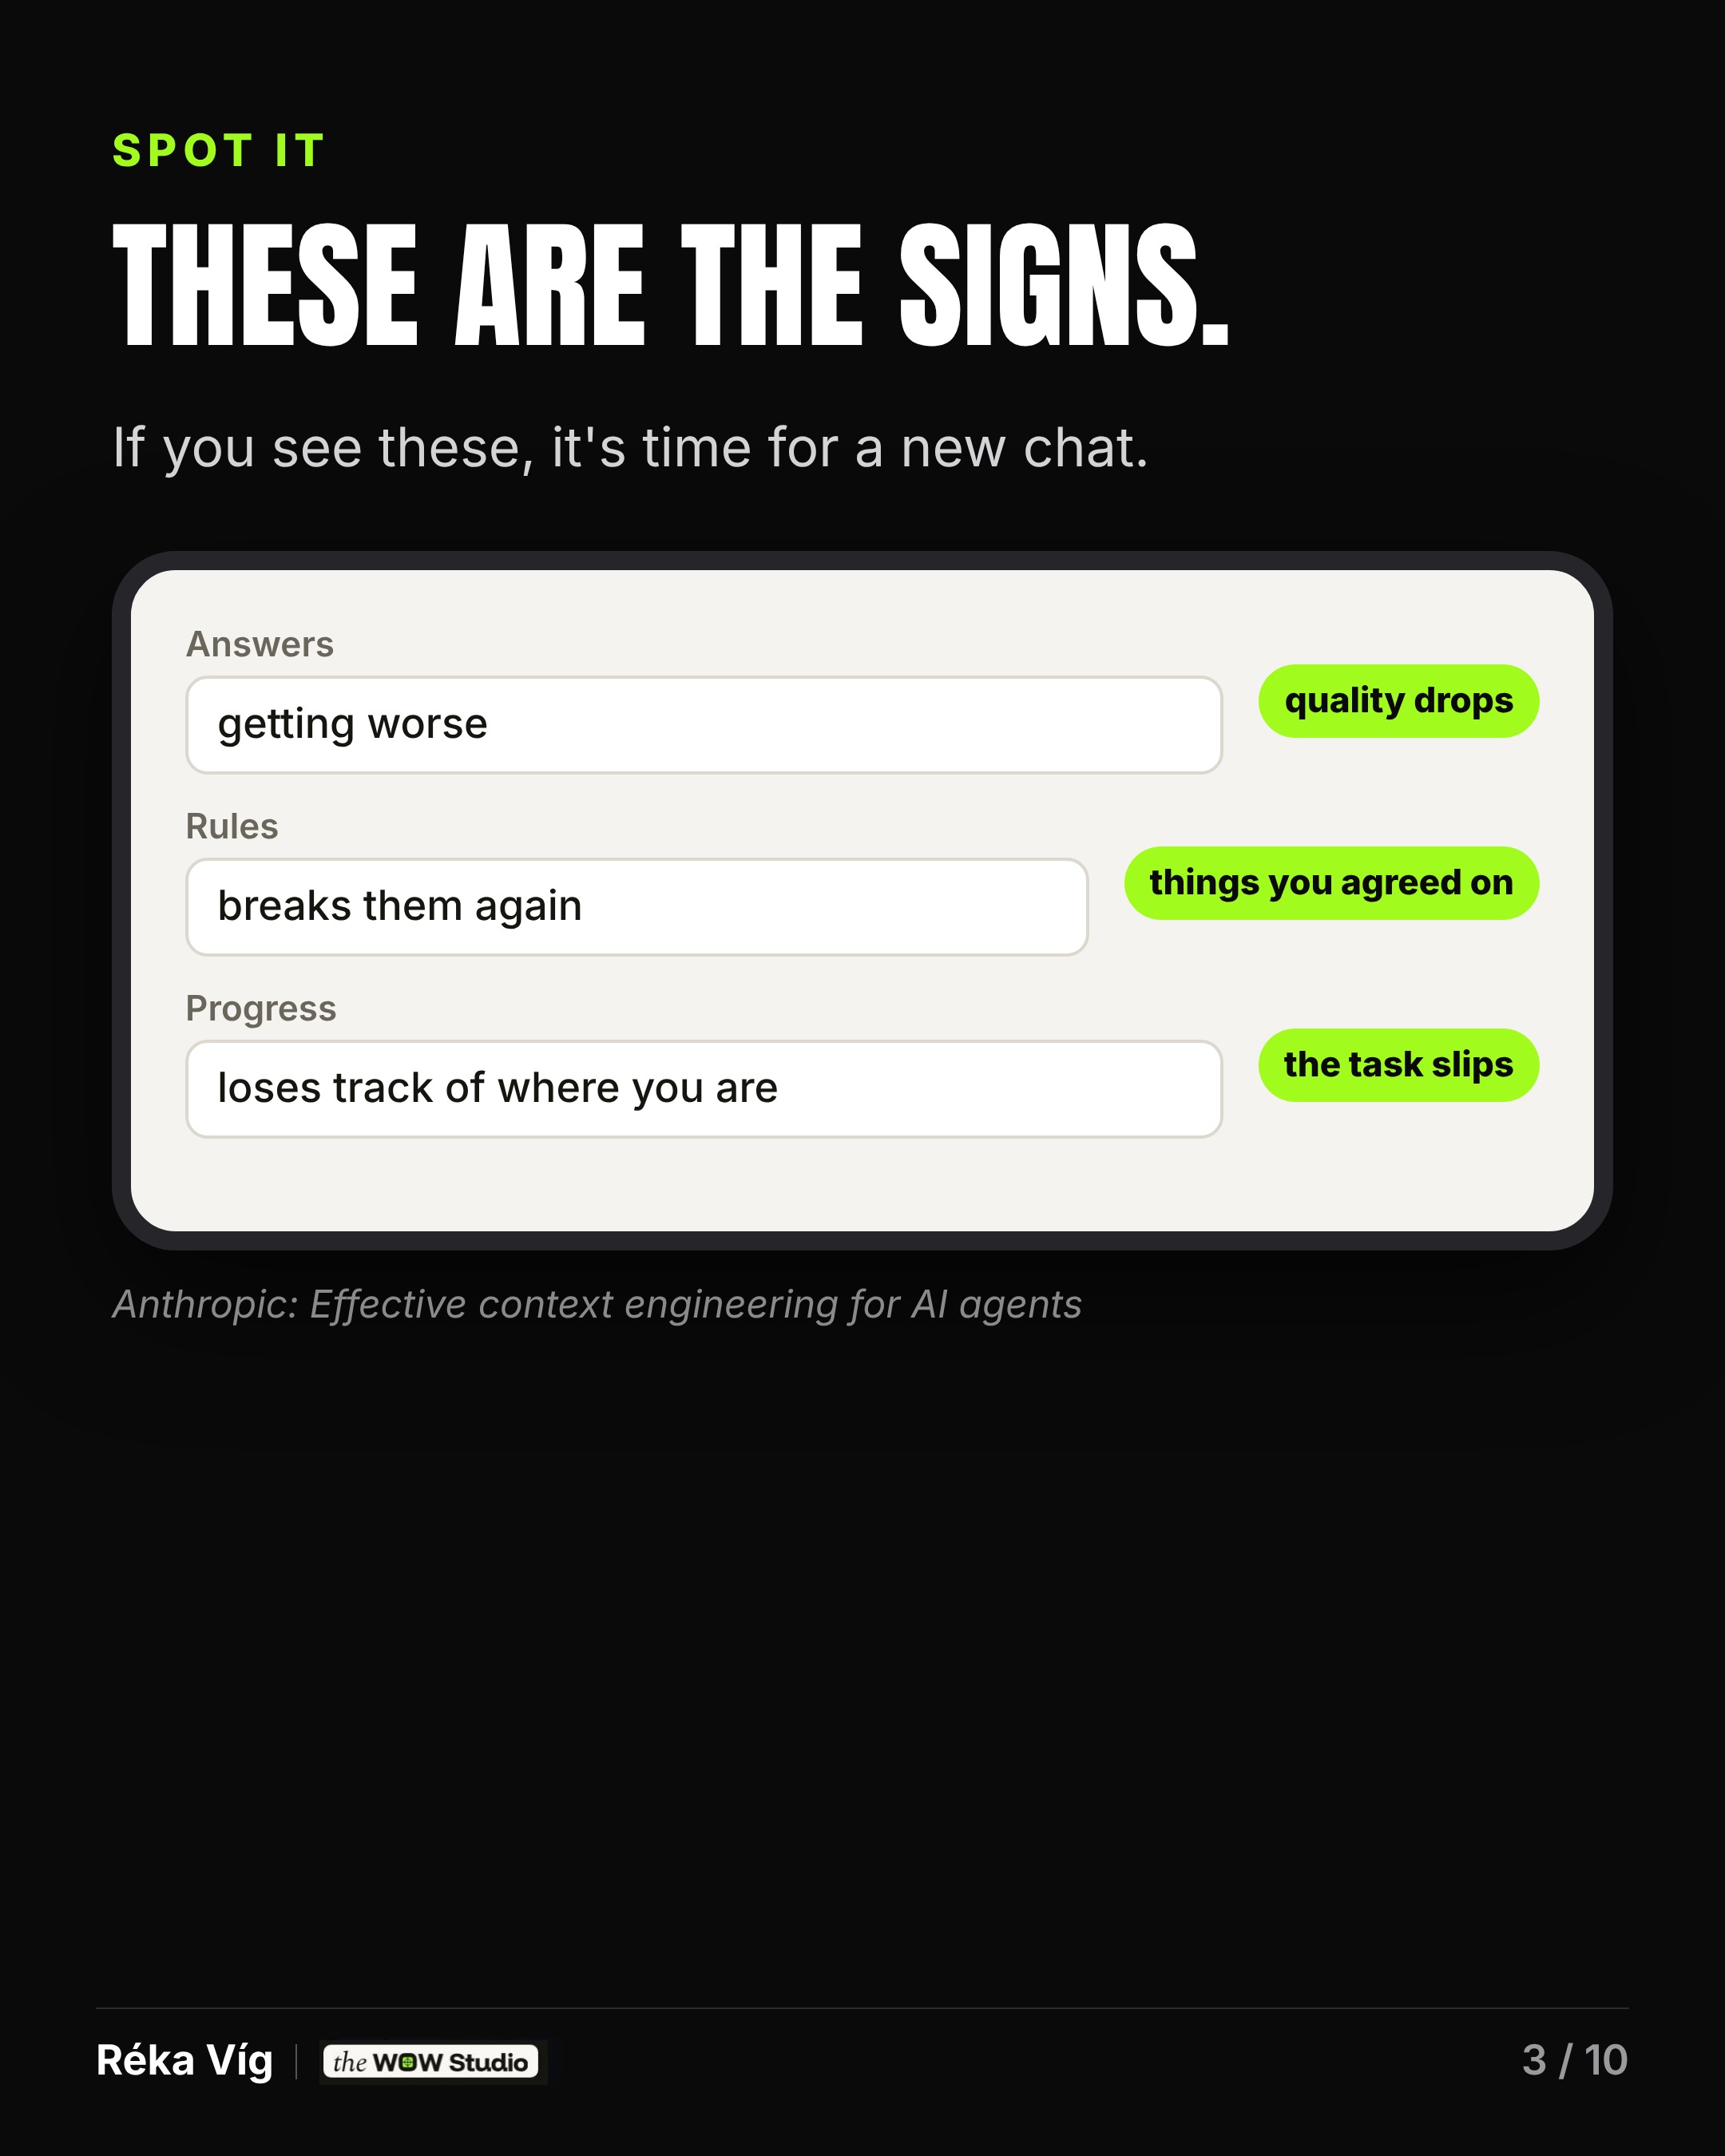 SPOT IT
THESE ARE THE SIGNS.
If you see these, it's time for a new chat.
Answers
getting worse
quality drops
Rules
breaks them again
things you agreed on
Progress
loses track of where you are
the task slips
Anthropic: Effective context engineering for AI agents
Réka Víg
the WOW Studio
3 / 10